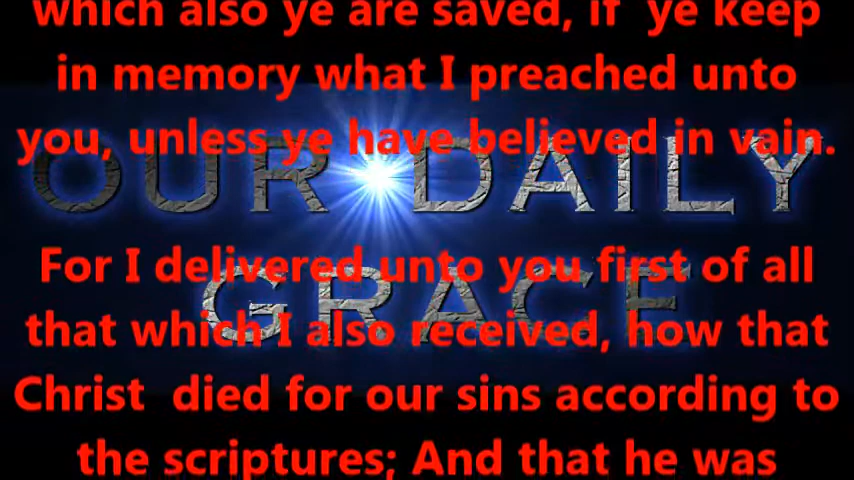 which also ye are saved, if ye keep
in memory what I preached unto
you, unless ye have believed in vain.
OUR DAILY
For I delivered unto you first of all
GRACE
that which I also received, how that
Christ died for our sins according to
the scriptures; And that he was